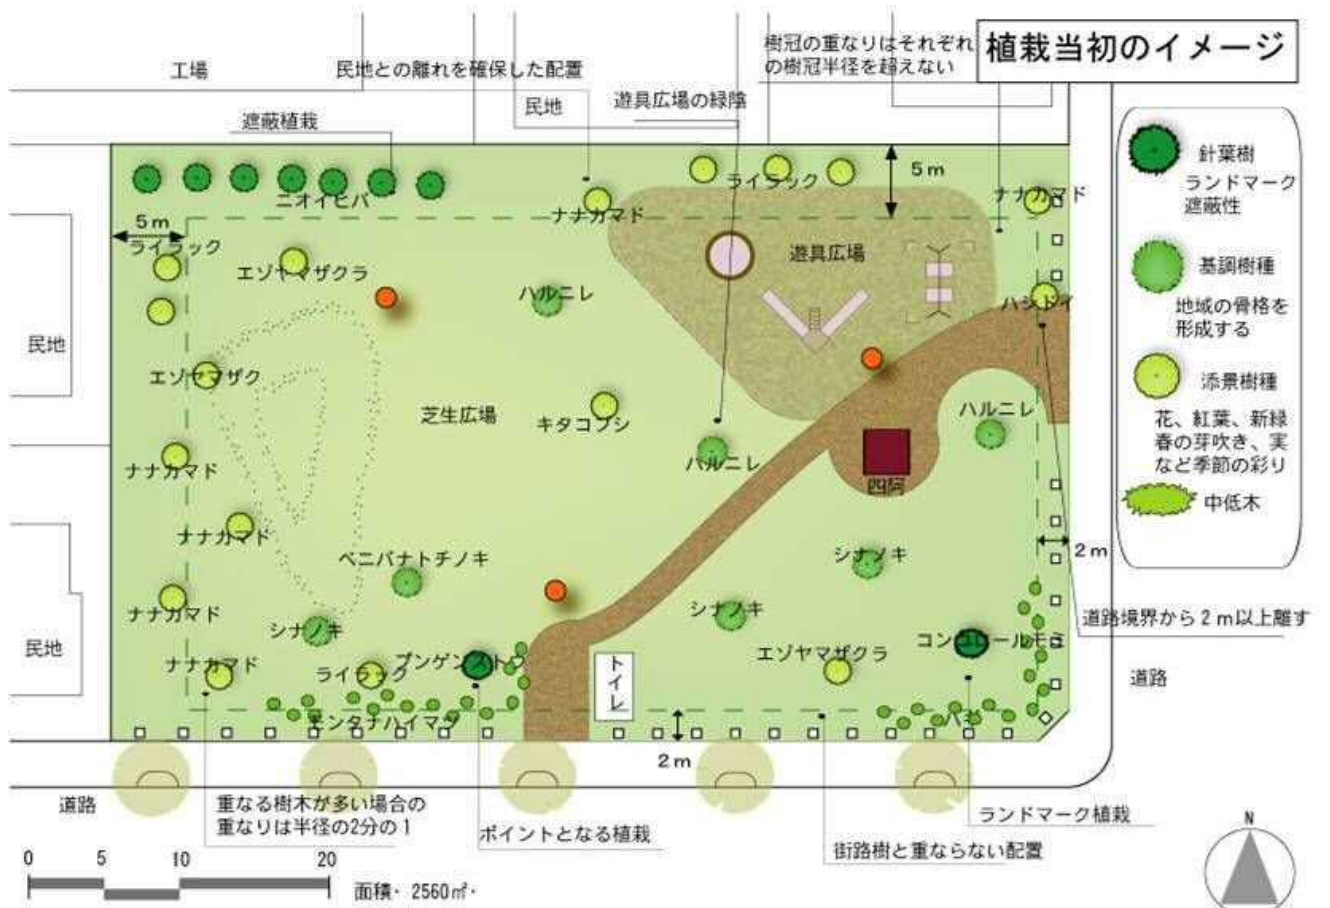 植栽当初のイメージ
樹冠の重なりはそれぞれ
の樹冠半径を超えない
工場
民地との離れを確保した配置
民地
遊具広場の緑陰
遮蔽植栽
針葉樹
ランドマーク
遮蔽性
基調樹種
地域の骨格を
形成する
添景樹種
花、紅葉、新緑
春の芽吹き、実
など季節の彩り
中低木
ニオイヒバ
ライラック
5m
ナナカマド
ナナカマド
5m
ライラック
エゾヤマザクラ
ハルニレ
遊具広場
ハシドイ
民地
エゾヤマザク
芝生広場
キタコブシ
ハルニレ
ハルニレ
四阿
ナナカマド
ナナカマド
ベニバナトチノキ
シナノキ
2m
ナナカマド
シナノキ
シナノキ
道路境界から2m以上離す
民地
ナナカマド
ライラック
プンゲンストウ
トイレ
エゾヤマザクラ
コンコロールモミ
道路
モンタナハイマツ
ハギ
2m
道路
重なる樹木が多い場合の
重なりは半径の2分の1
ポイントとなる植栽
ランドマーク植栽
街路樹と重ならない配置
N
0 5 10 20
面積・ 2560㎡・